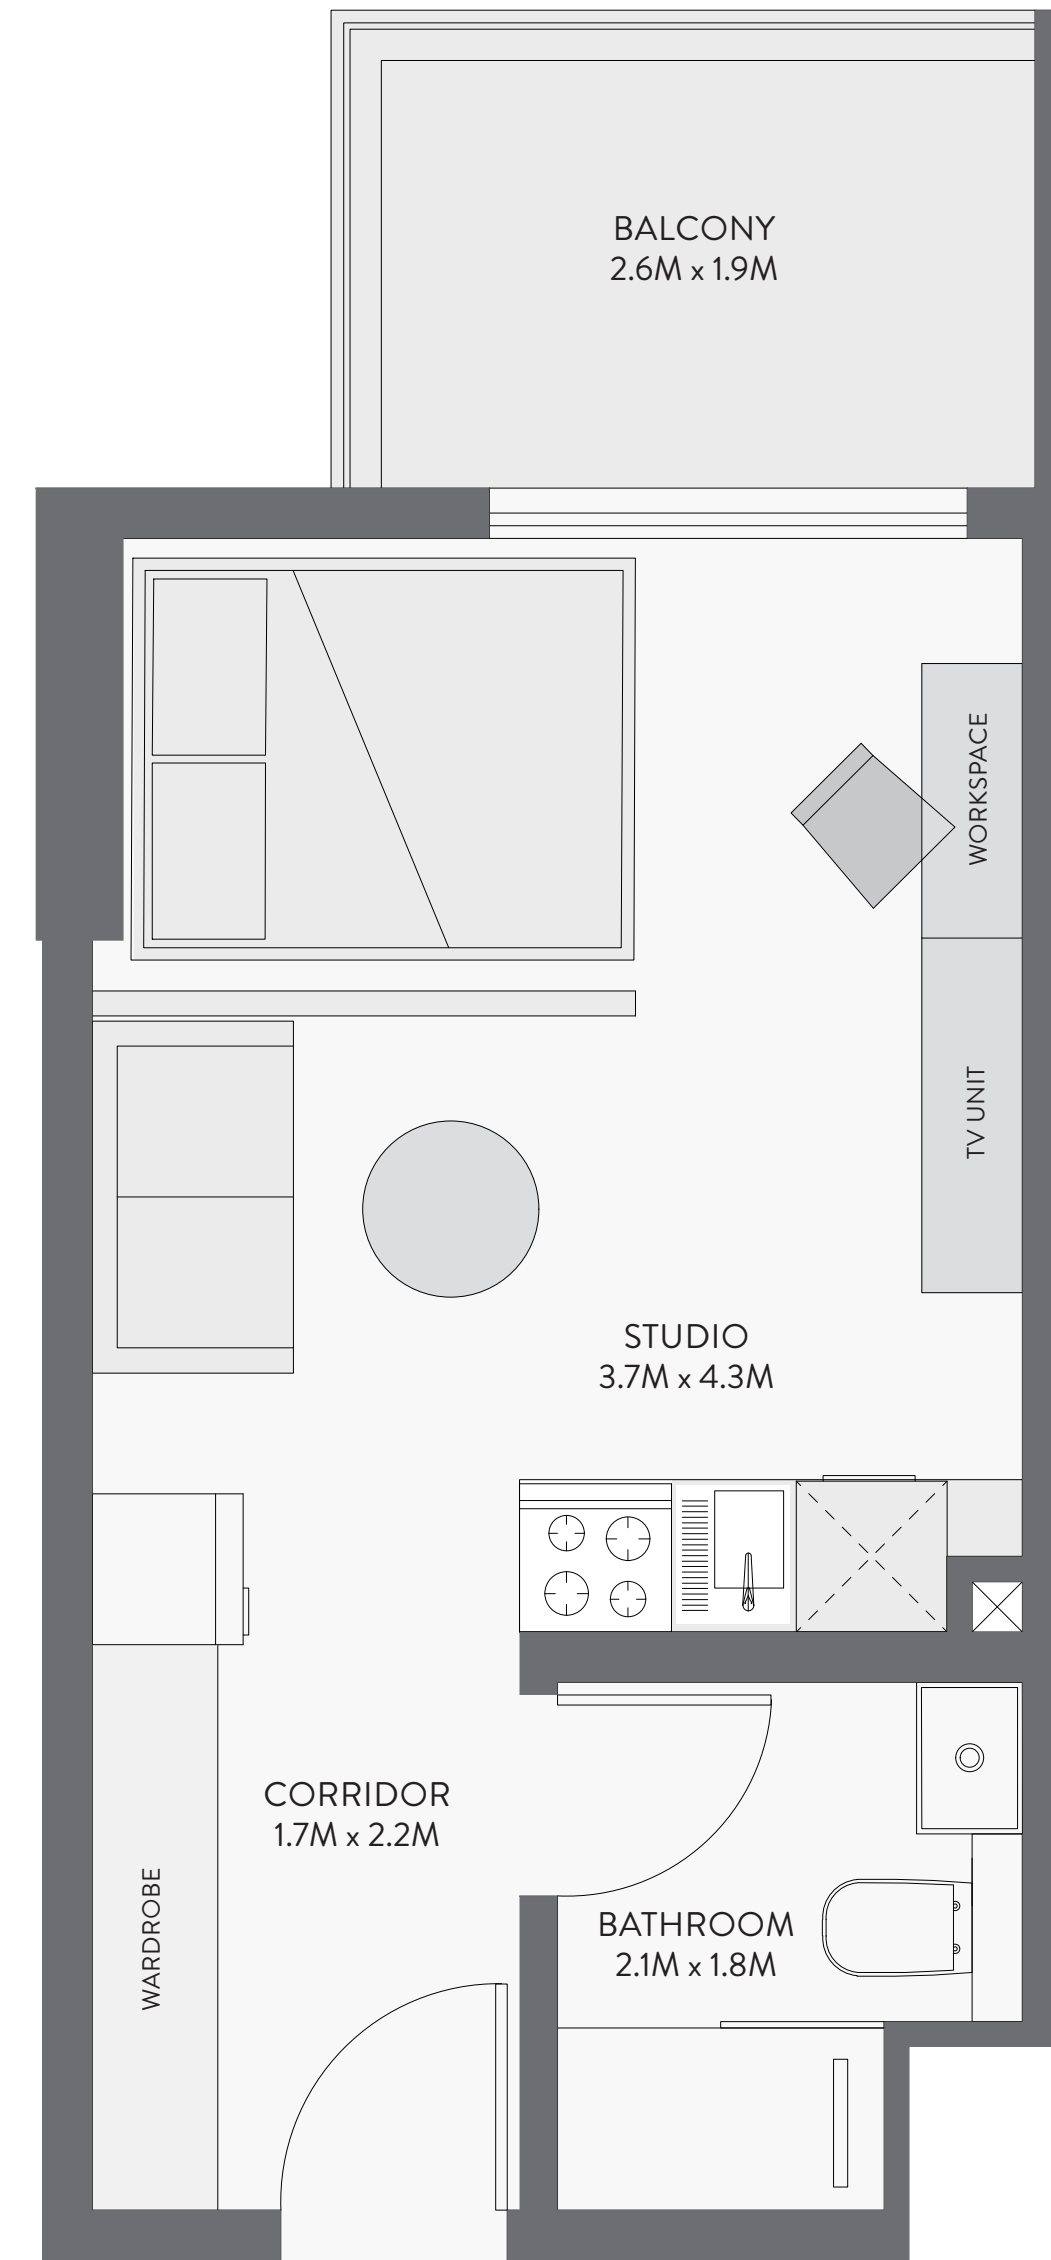 BALCONY
2.6M x 1.9M
WORKSPACE
TV UNIT
STUDIO
3.7M x 4.3M
CORRIDOR
1.7M x 2.2M
WARDROBE
BATHROOM
2.1M x 1.8M